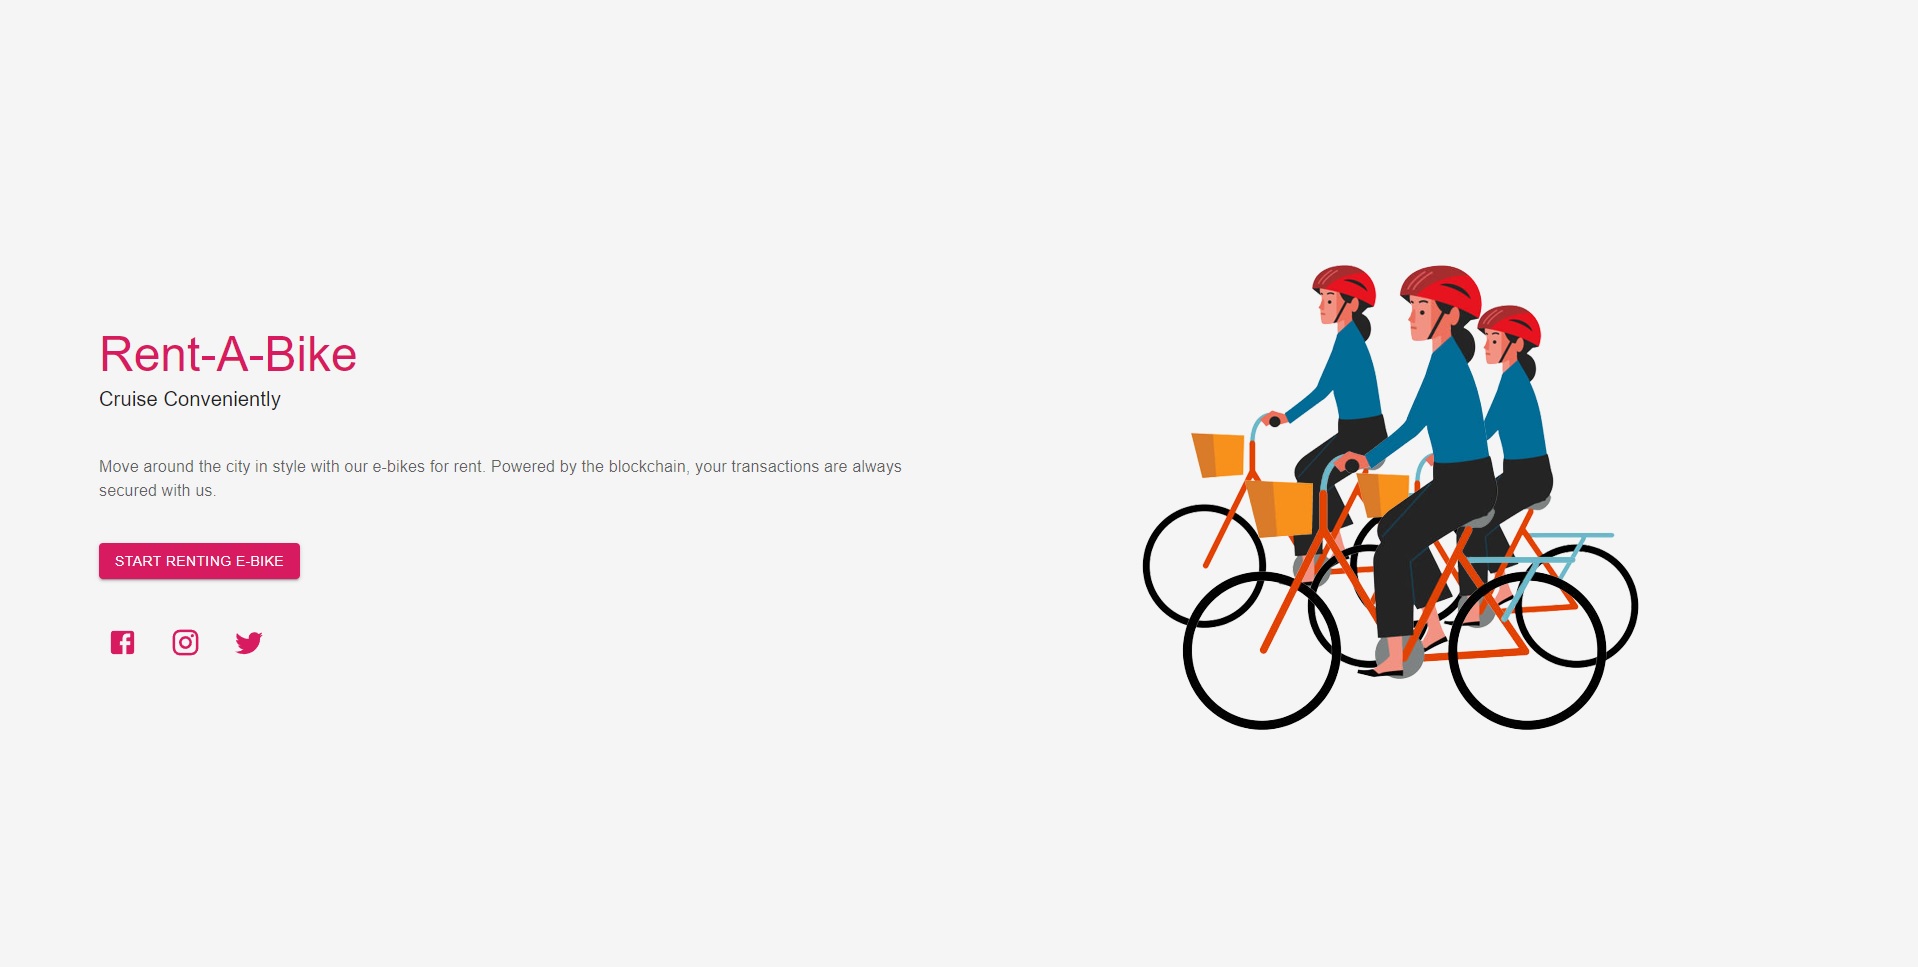 Rent-A-Bike
Cruise Conveniently
Move around the city in style with our e-bikes for rent. Powered by the blockchain, your transactions are always
secured with us.
START RENTING E-BIKE